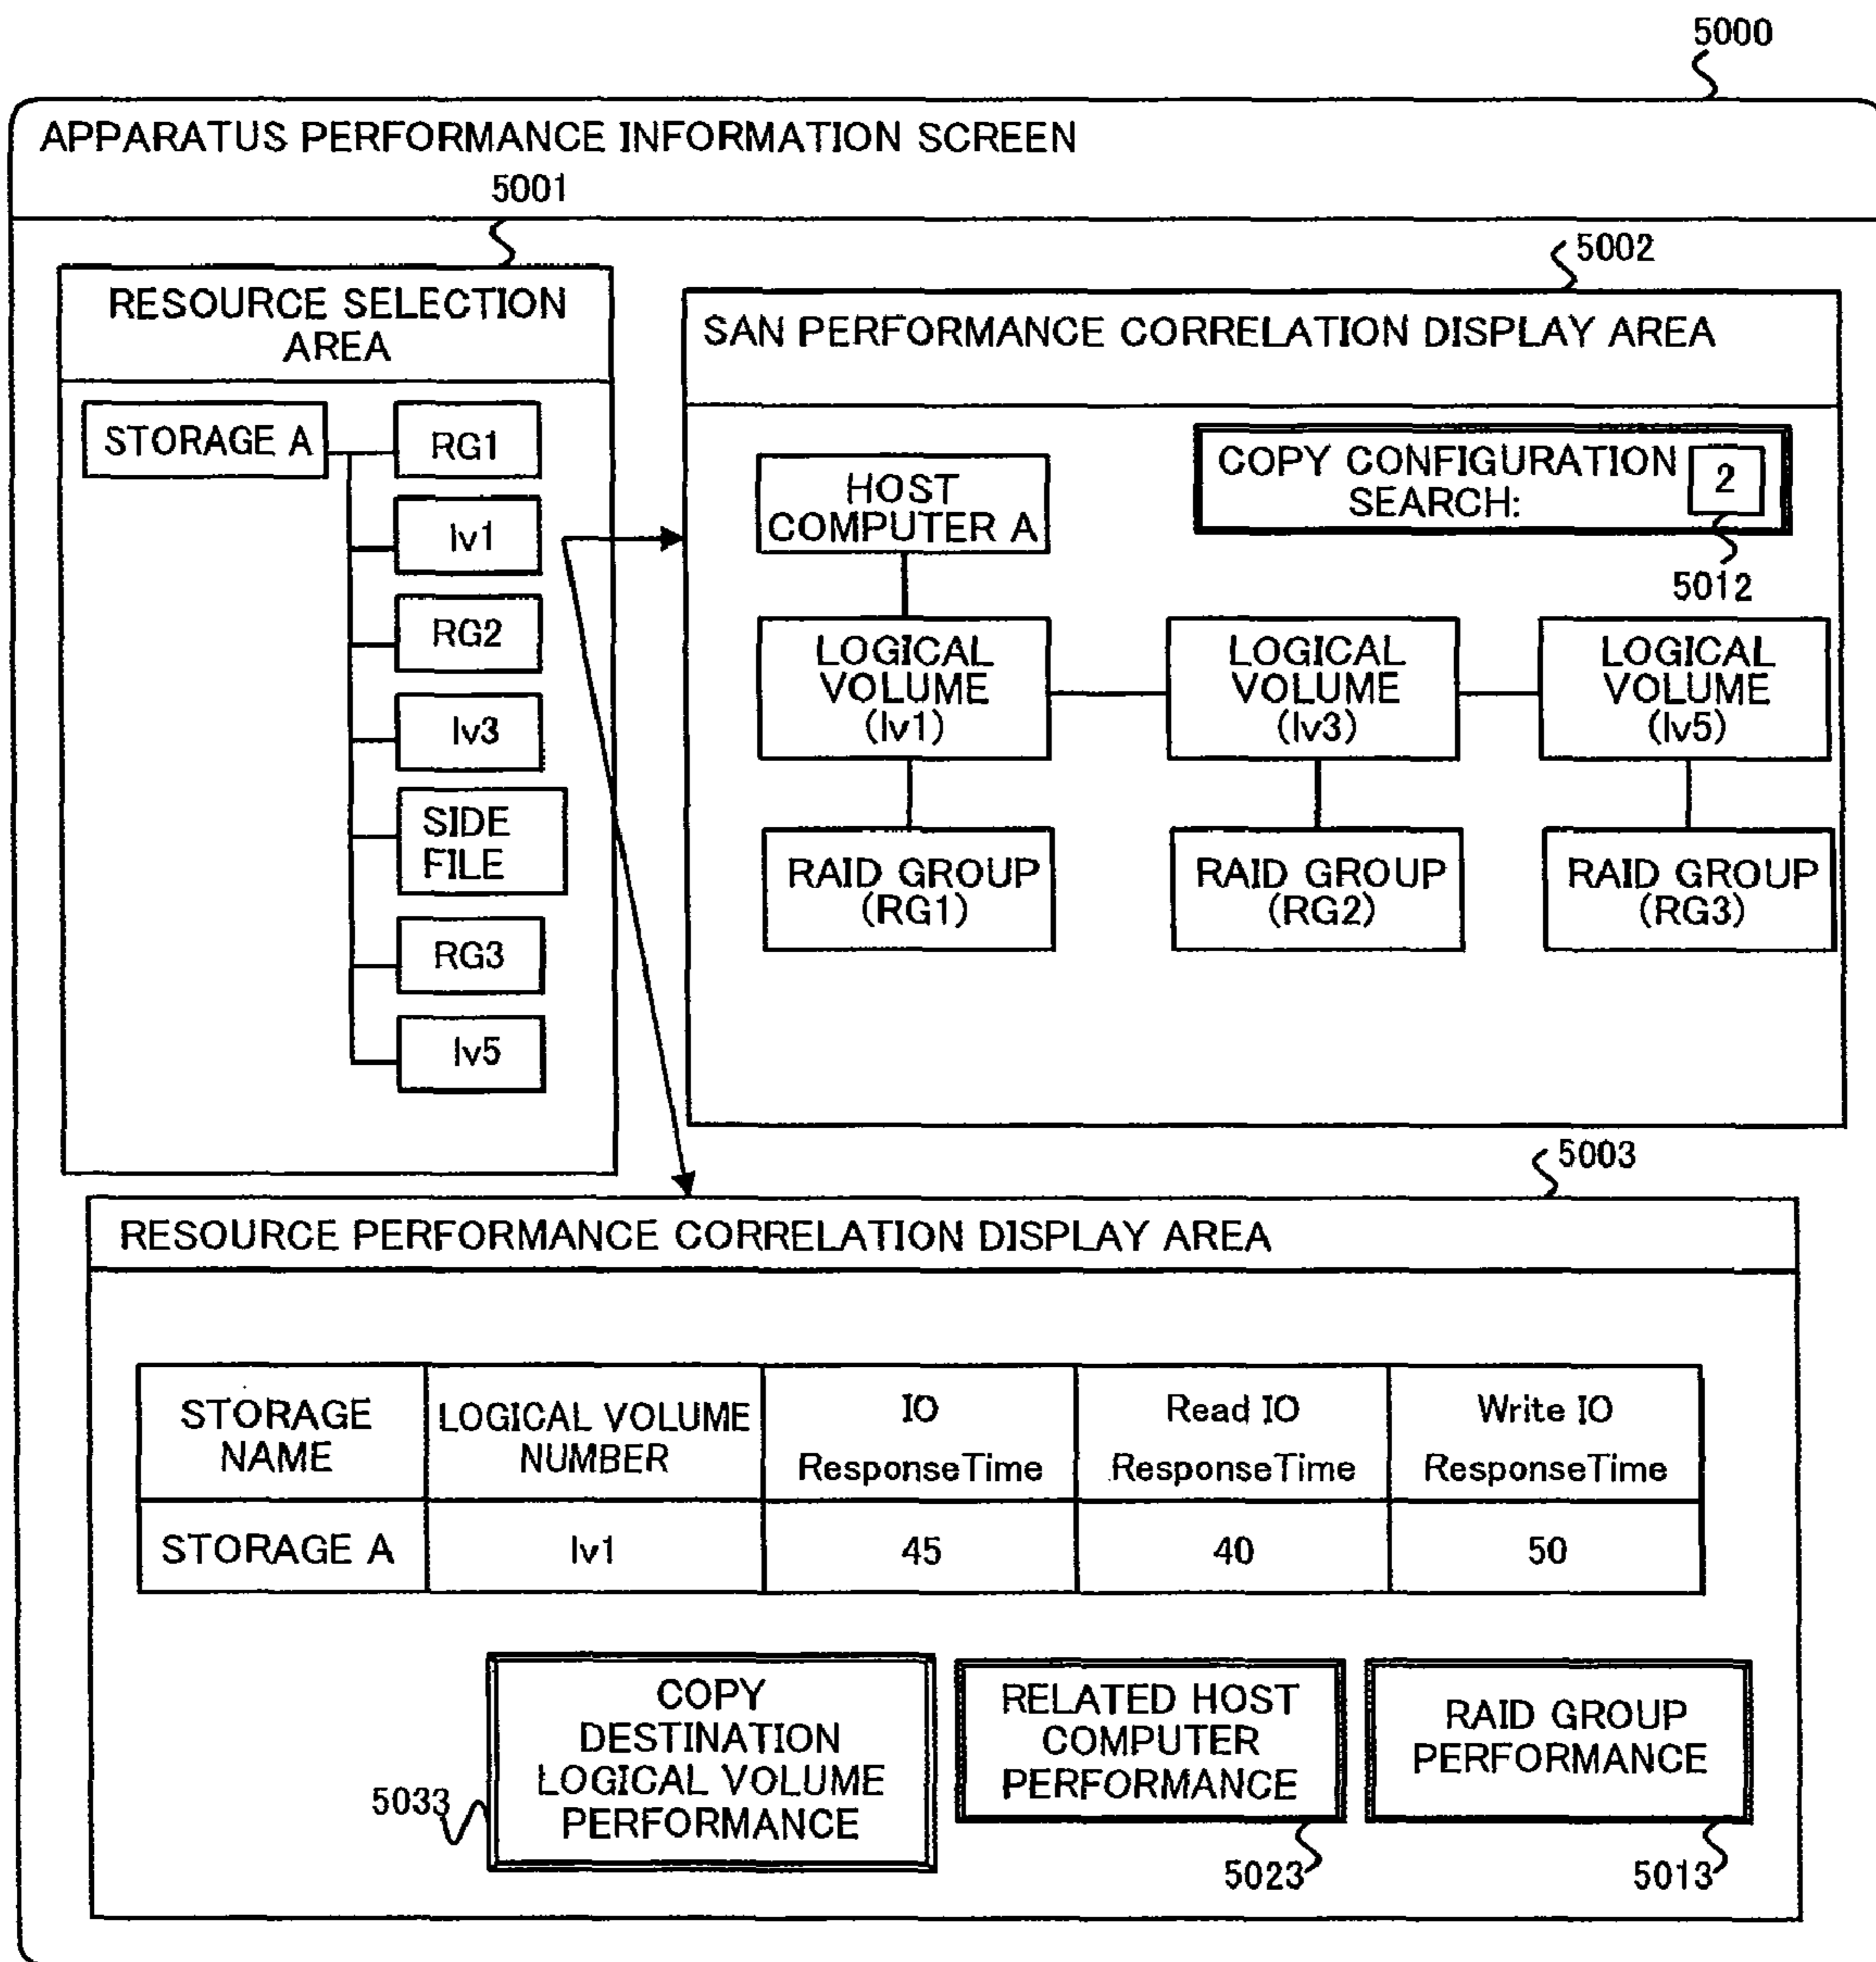 5000
APPARATUS PERFORMANCE INFORMATION SCREEN
5001
RESOURCE SELECTION
AREA
STORAGE A
RG1
lv1
RG2
lv3
SIDE
FILE
RG3
lv5
5002
SAN PERFORMANCE CORRELATION DISPLAY AREA
COPY CONFIGURATION
SEARCH:
2
5012
HOST
COMPUTER A
LOGICAL
VOLUME
(lv1)
LOGICAL
VOLUME
(lv3)
LOGICAL
VOLUME
(lv5)
RAID GROUP
(RG1)
RAID GROUP
(RG2)
RAID GROUP
(RG3)
5003
RESOURCE PERFORMANCE CORRELATION DISPLAY AREA
STORAGE
NAME
LOGICAL VOLUME
NUMBER
IO
ResponseTime
Read IO
ResponseTime
Write IO
ResponseTime
STORAGE A
lv1
45
40
50
COPY
DESTINATION
LOGICAL VOLUME
PERFORMANCE
5033
RELATED HOST
COMPUTER
PERFORMANCE
5023
RAID GROUP
PERFORMANCE
5013